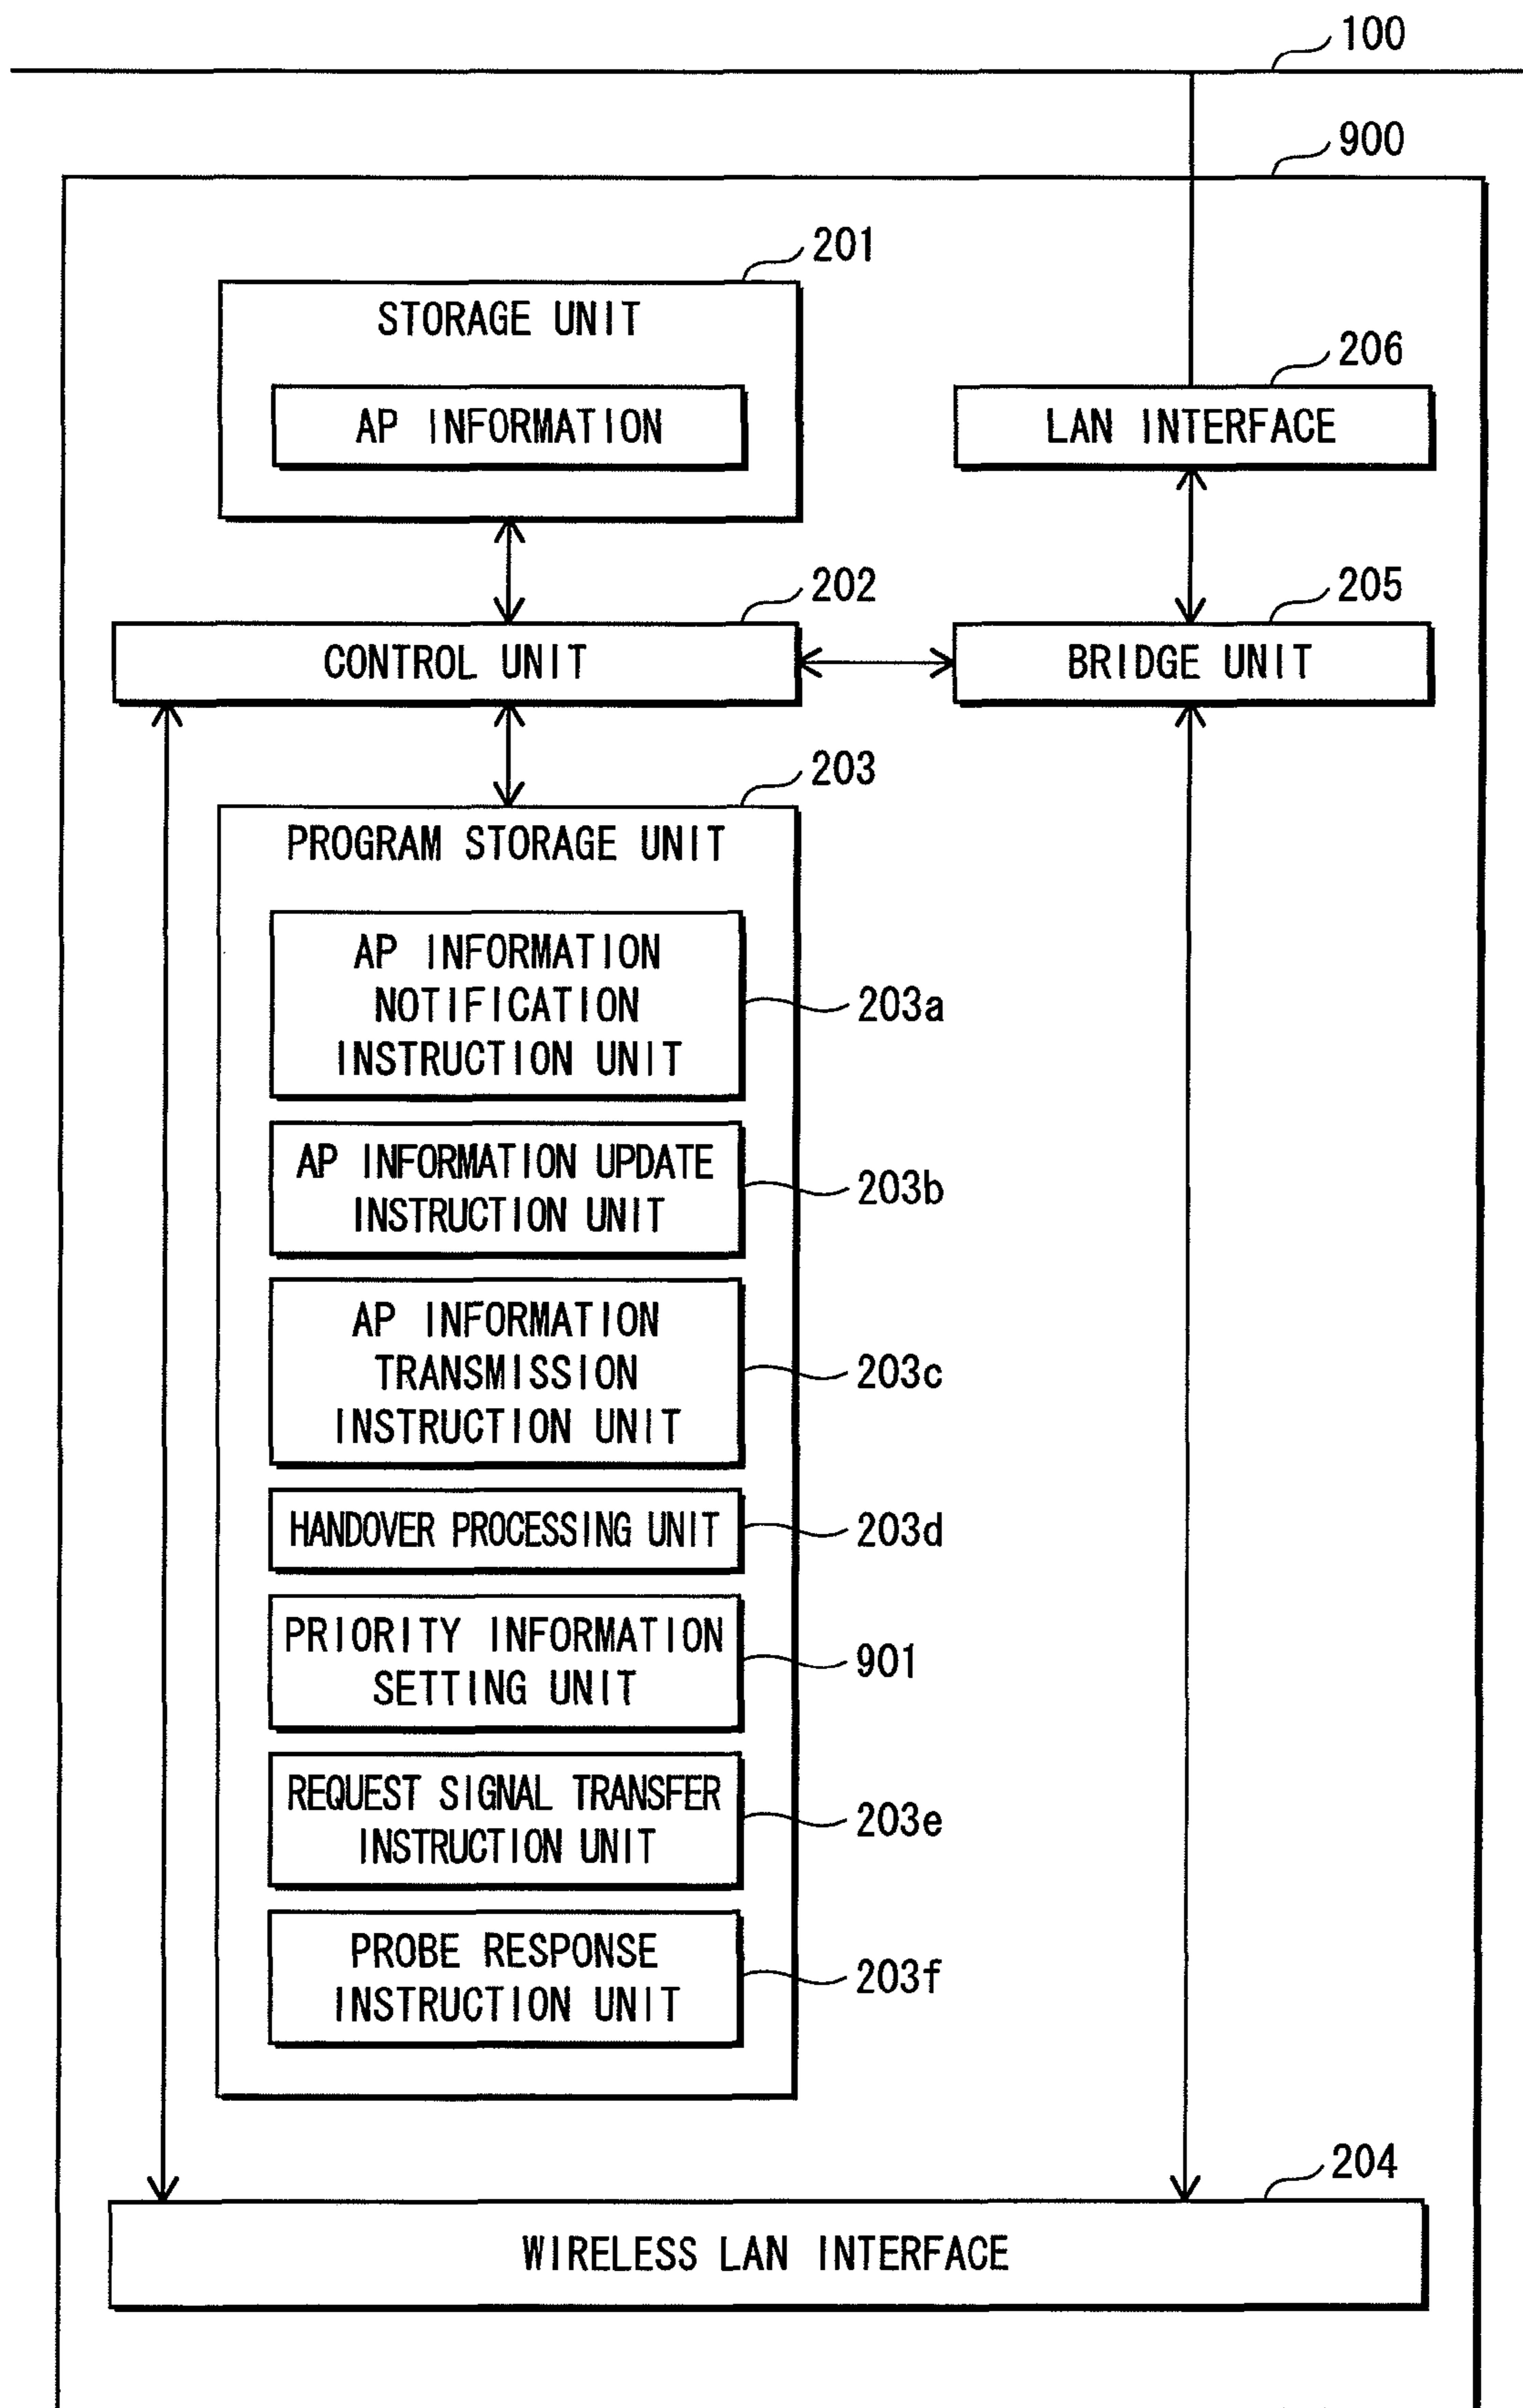 100
900
201
STORAGE UNIT
206
AP INFORMATION
LAN INTERFACE
202
205
CONTROL UNIT
BRIDGE UNIT
203
PROGRAM STORAGE UNIT
AP INFORMATION
NOTIFICATION
INSTRUCTION UNIT
203a
AP INFORMATION UPDATE
INSTRUCTION UNIT
203b
AP INFORMATION
TRANSMISSION
INSTRUCTION UNIT
203c
HANDOVER PROCESSING UNIT
203d
PRIORITY INFORMATION
SETTING UNIT
901
REQUEST SIGNAL TRANSFER
INSTRUCTION UNIT
203e
PROBE RESPONSE
INSTRUCTION UNIT
203f
204
WIRELESS LAN INTERFACE